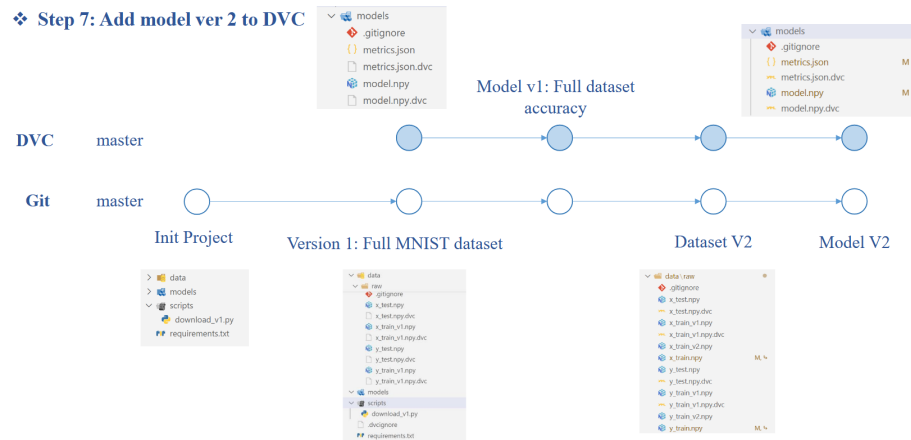 ❖ Step 7: Add model ver 2 to DVC
models
.gitignore
metrics.json
metrics.json.dvc
model.npy
model.npy.dvc
models
.gitignore
metrics.json M
metrics.json.dvc
model.npy M
model.npy.dvc
Model v1: Full dataset
accuracy
DVC master
Git master
Init Project
Version 1: Full MNIST dataset
Dataset V2
Model V2
data
models
scripts
download_v1.py
requirements.txt
data
raw
.gitignore
x_test.npy
x_test.npy.dvc
x_train_v1.npy
x_train_v1.npy.dvc
y_test.npy
y_test.npy.dvc
y_train_v1.npy
y_train_v1.npy.dvc
models
scripts
download_v1.py
.dvcignore
requirements.txt
data\raw
.gitignore
x_test.npy
x_test.npy.dvc
x_train_v1.npy
x_train_v1.npy.dvc
x_train_v2.npy
x_train.npy M,
y_test.npy
y_test.npy.dvc
y_train_v1.npy
y_train_v1.npy.dvc
y_train_v2.npy
y_train.npy M,